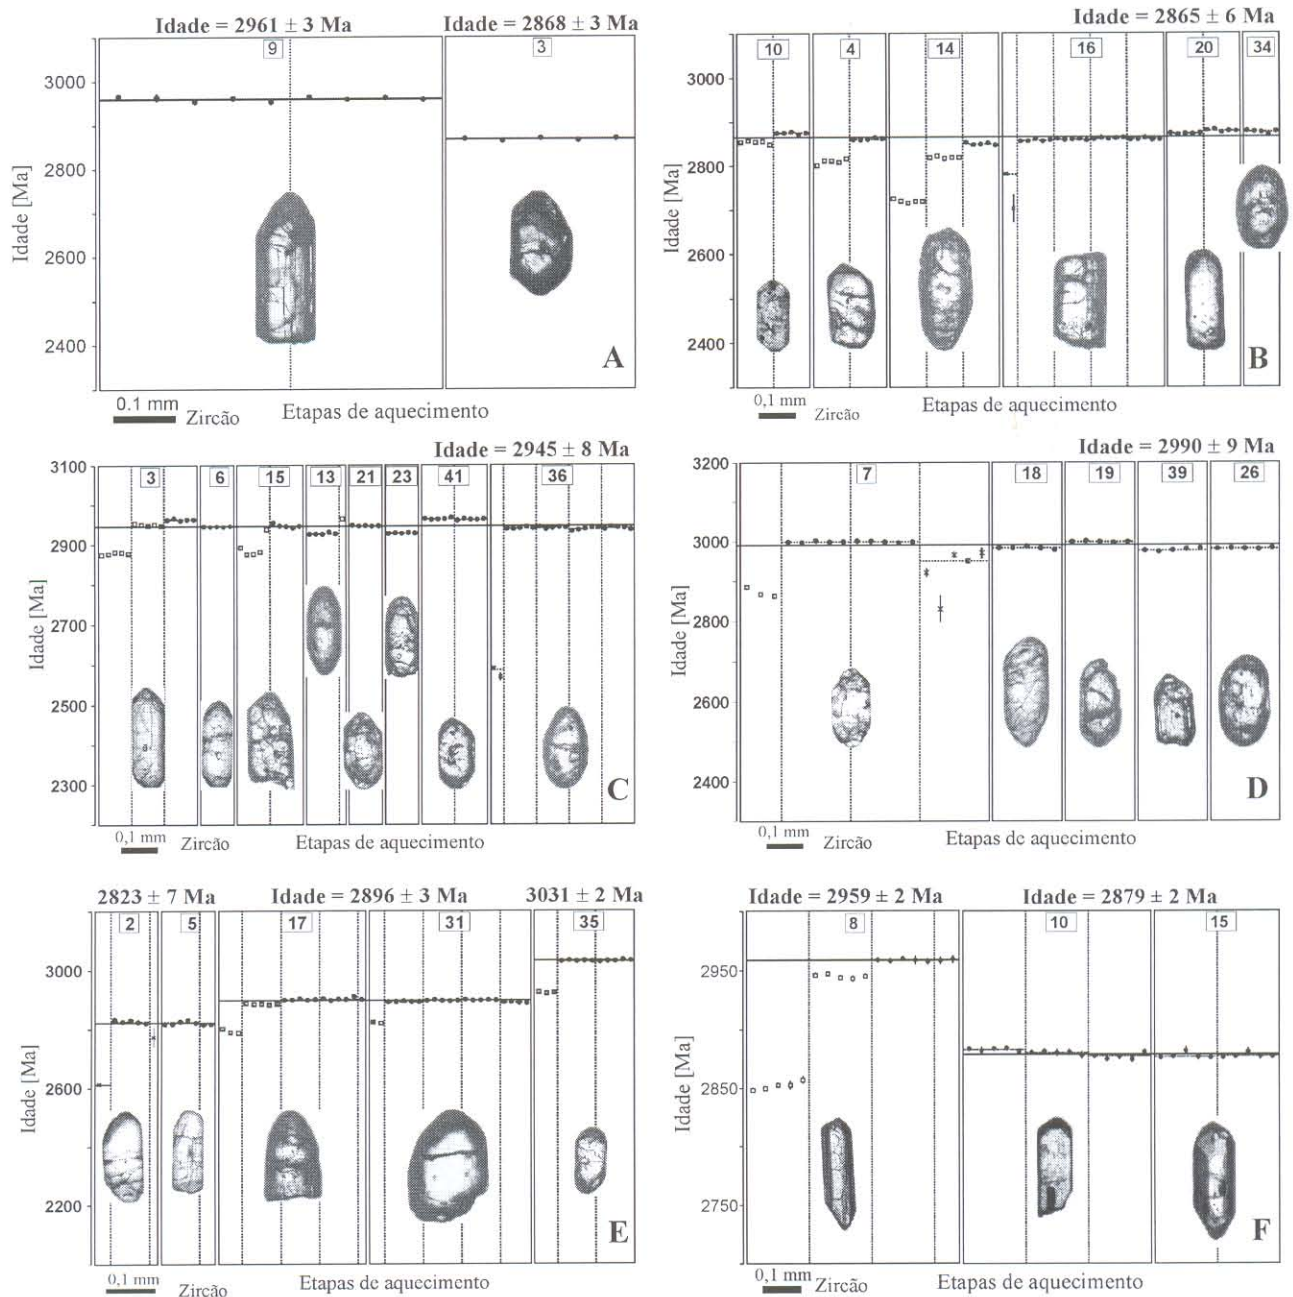 Idade = 2961 ± 3 Ma
Idade = 2868 ± 3 Ma
9
3
3000
2800
2600
2400
Idade [Ma]
A
0.1 mm
Zircão
Etapas de aquecimento
Idade = 2865 ± 6 Ma
10
4
14
16
20
34
3000
2800
2600
2400
Idade [Ma]
B
0,1 mm
Zircão
Etapas de aquecimento
Idade = 2945 ± 8 Ma
3
6
15
13
21
23
41
36
3100
2900
2700
2500
2300
Idade [Ma]
C
0,1 mm
Zircão
Etapas de aquecimento
Idade = 2990 ± 9 Ma
7
18
19
39
26
3200
3000
2800
2600
2400
Idade [Ma]
D
0,1 mm
Zircão
Etapas de aquecimento
2823 ± 7 Ma
Idade = 2896 ± 3 Ma
3031 ± 2 Ma
2
5
17
31
35
3000
2600
2200
Idade [Ma]
E
0,1 mm
Zircão
Etapas de aquecimento
Idade = 2959 ± 2 Ma
Idade = 2879 ± 2 Ma
8
10
15
2950
2850
2750
Idade [Ma]
F
0,1 mm
Zircão
Etapas de aquecimento